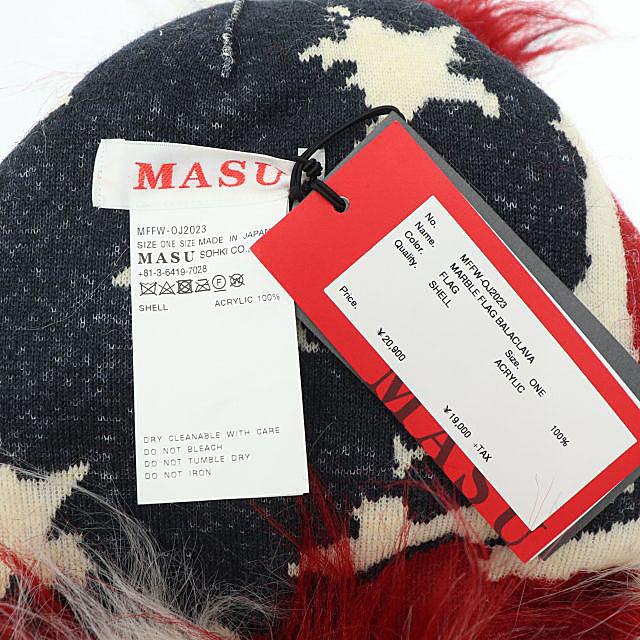 MASU
MFFW-OJ2023
SIZE ONE SIZE MADE IN JAPAN
MASU SOHKI CO.,
+81-3-6419-7028
SHELL ACRYLIC 100%
DRY CLEANABLE WITH CARE
DO NOT BLEACH
DO NOT TUMBLE DRY
DO NOT IRON
No. MFFW-OJ2023
Name. MARBLE FLAG BALACLAVA
Color. FLAG Size. ONE
Quality. SHELL ACRYLIC 100%
Price. ¥20,900 ¥19,000 +TAX
MASU